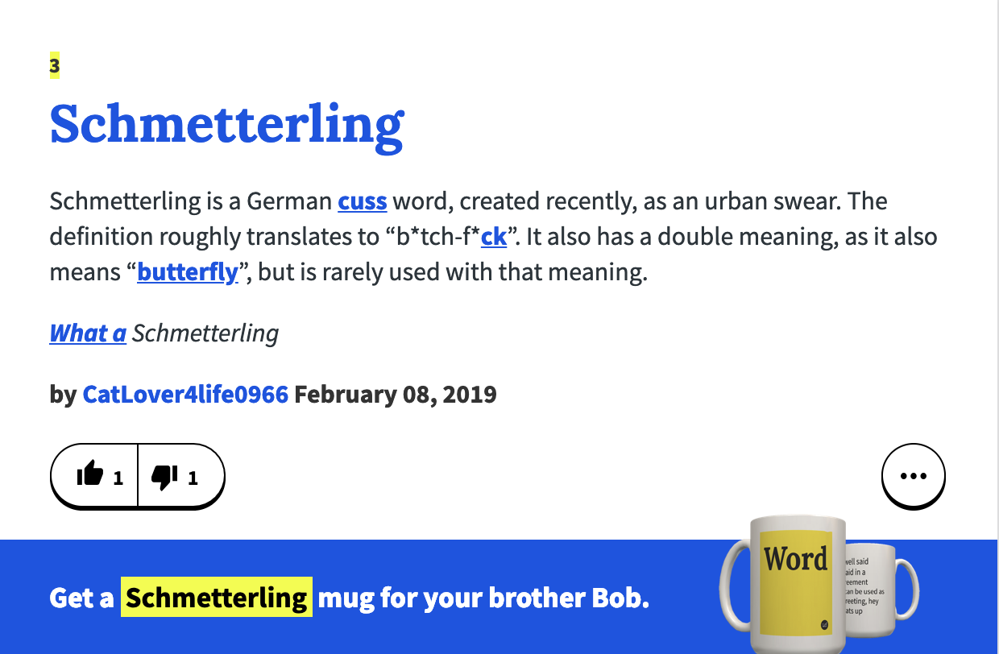 3
Schmetterling
Schmetterling is a German cuss word, created recently, as an urban swear. The
definition roughly translates to “b*tch-f*ck”. It also has a double meaning, as it also
means “butterfly”, but is rarely used with that meaning.
What a Schmetterling
by CatLover4life0966 February 08, 2019
1 1
Get a Schmetterling mug for your brother Bob.
Word
well said
aid in a
reement
can be used as
reeting, hey
ats up